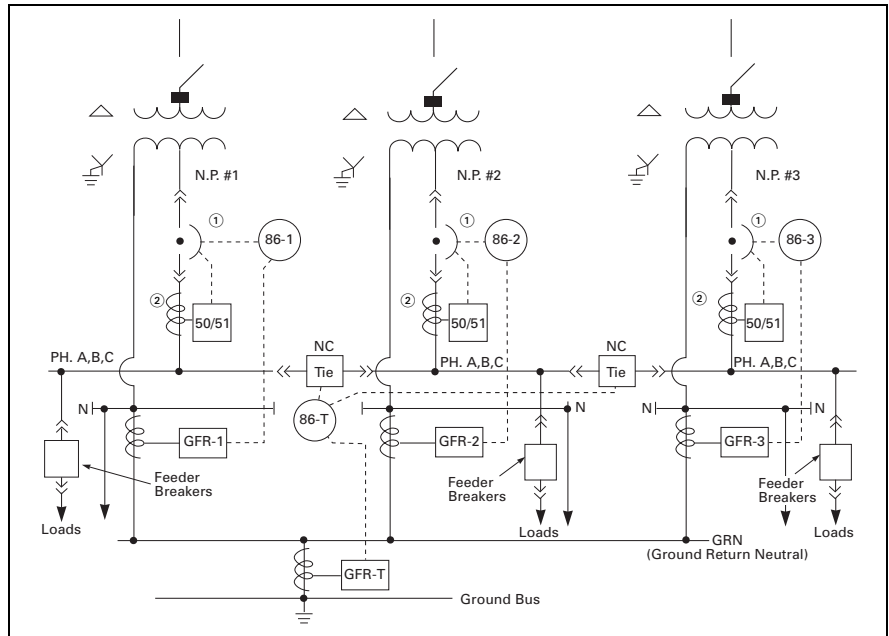 N.P. #1
N.P. #2
N.P. #3
①
86-1
①
86-2
①
86-3
②
50/51
②
50/51
②
50/51
PH. A,B,C
NC
Tie
PH. A,B,C
NC
Tie
PH. A,B,C
N
86-T
N
N
N
GFR-1
GFR-2
GFR-3
Feeder
Breakers
Feeder
Breakers
Feeder
Breakers
Loads
Loads
Loads
GRN
(Ground Return Neutral)
GFR-T
Ground Bus